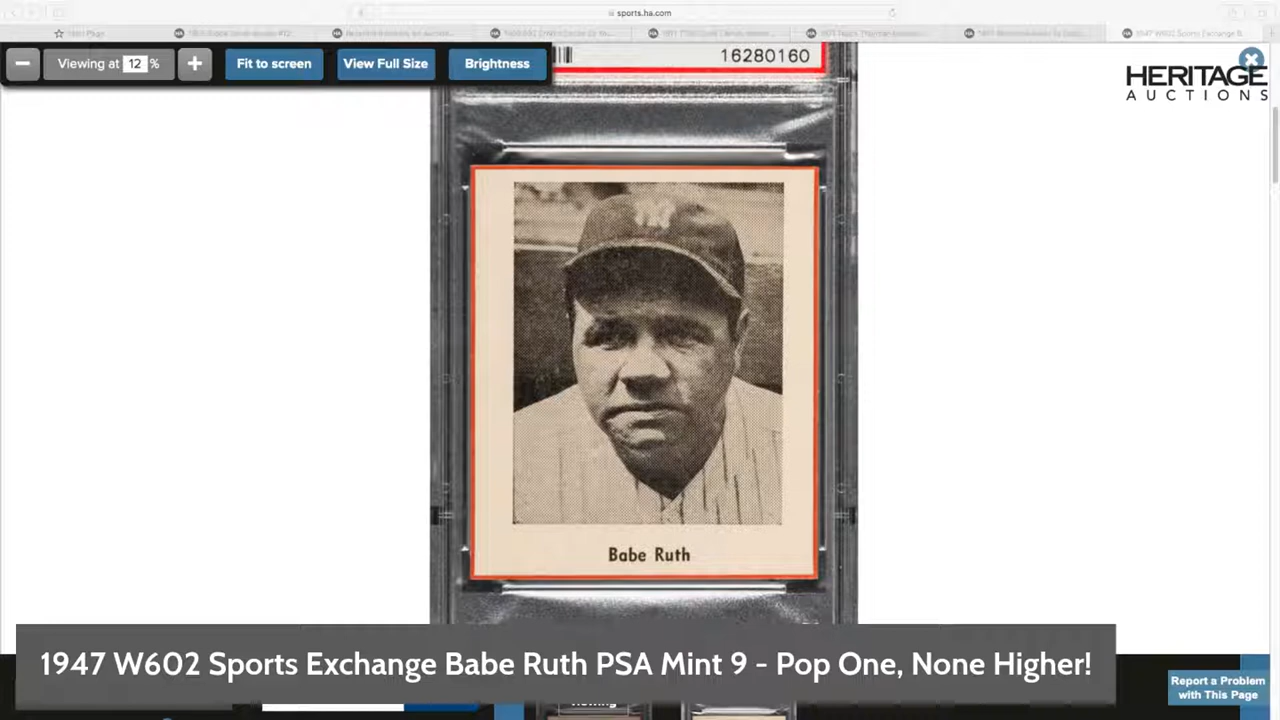 sports.ha.com
Viewing at 12 %
Fit to screen
View Full Size
Brightness
16280160
HERITAGE
AUCTIONS
Babe Ruth
1947 W602 Sports Exchange Babe Ruth PSA Mint 9 - Pop One, None Higher!
Report a Problem
with This Page